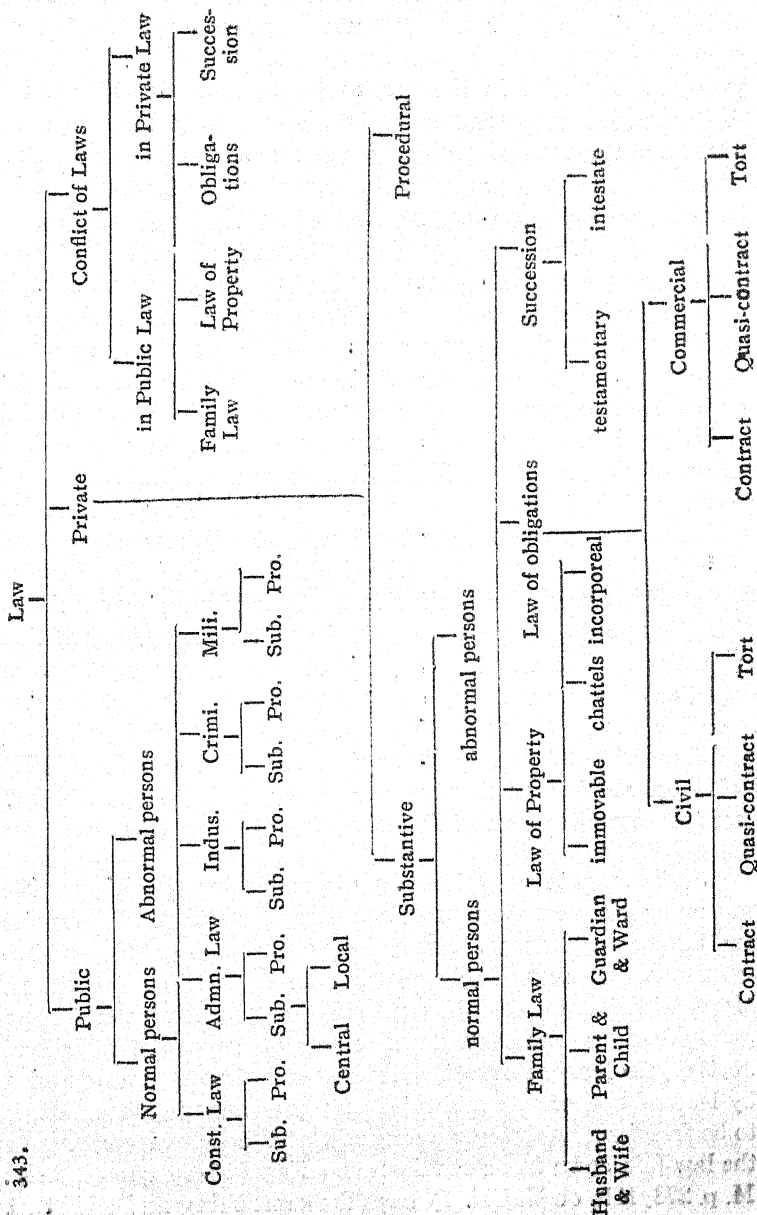 343.
Law
Public Private Conflict of Laws
Normal persons Abnormal persons in Public Law in Private Law
Const. Law Admn. Law Indus. Crimi. Mili. Family Law Law of Property Obliga-tions Succes-sion
Sub. Pro. Sub. Pro. Sub. Pro. Sub. Pro. Sub. Pro.
Central Local
Substantive Procedural
normal persons abnormal persons
Family Law Law of Property Law of obligations Succession
Husband & Wife Parent & Child Guardian & Ward immovable chattels incorporeal testamentary intestate
Civil Commercial
Contract Quasi-contract Tort Contract Quasi-contract Tort